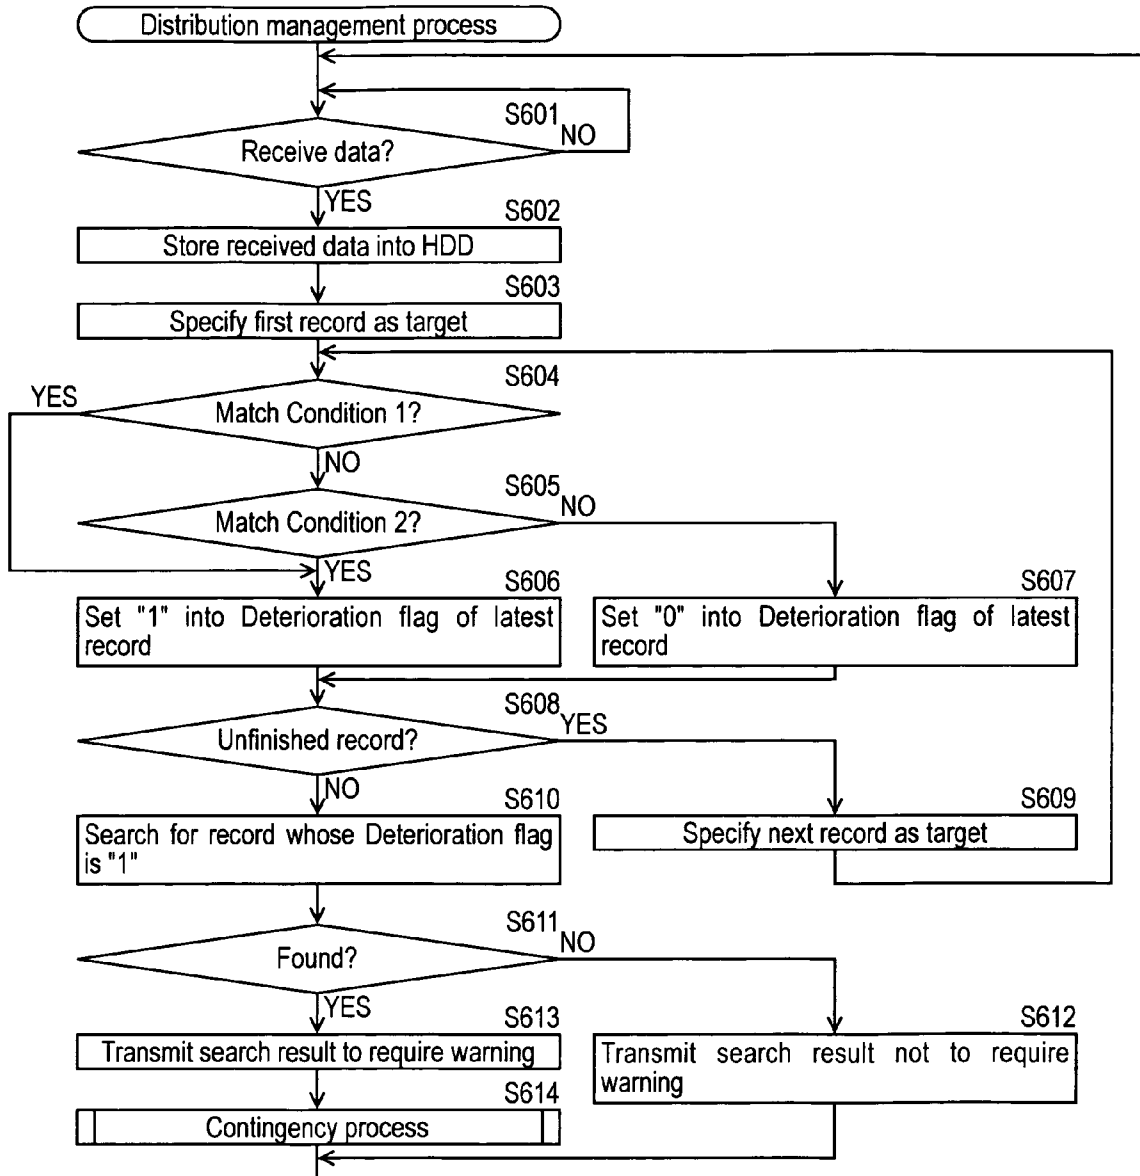 Distribution management process
S601
NO
Receive data?
YES
S602
Store received data into HDD
S603
Specify first record as target
S604
YES
Match Condition 1?
NO
S605
NO
Match Condition 2?
YES
S606
S607
Set "1" into Deterioration flag of latest
record
Set "0" into Deterioration flag of latest
record
S608
YES
Unfinished record?
NO
S610
S609
Search for record whose Deterioration flag
is "1"
Specify next record as target
S611
NO
Found?
YES
S613
S612
Transmit search result to require warning
Transmit search result not to require
warning
S614
Contingency process